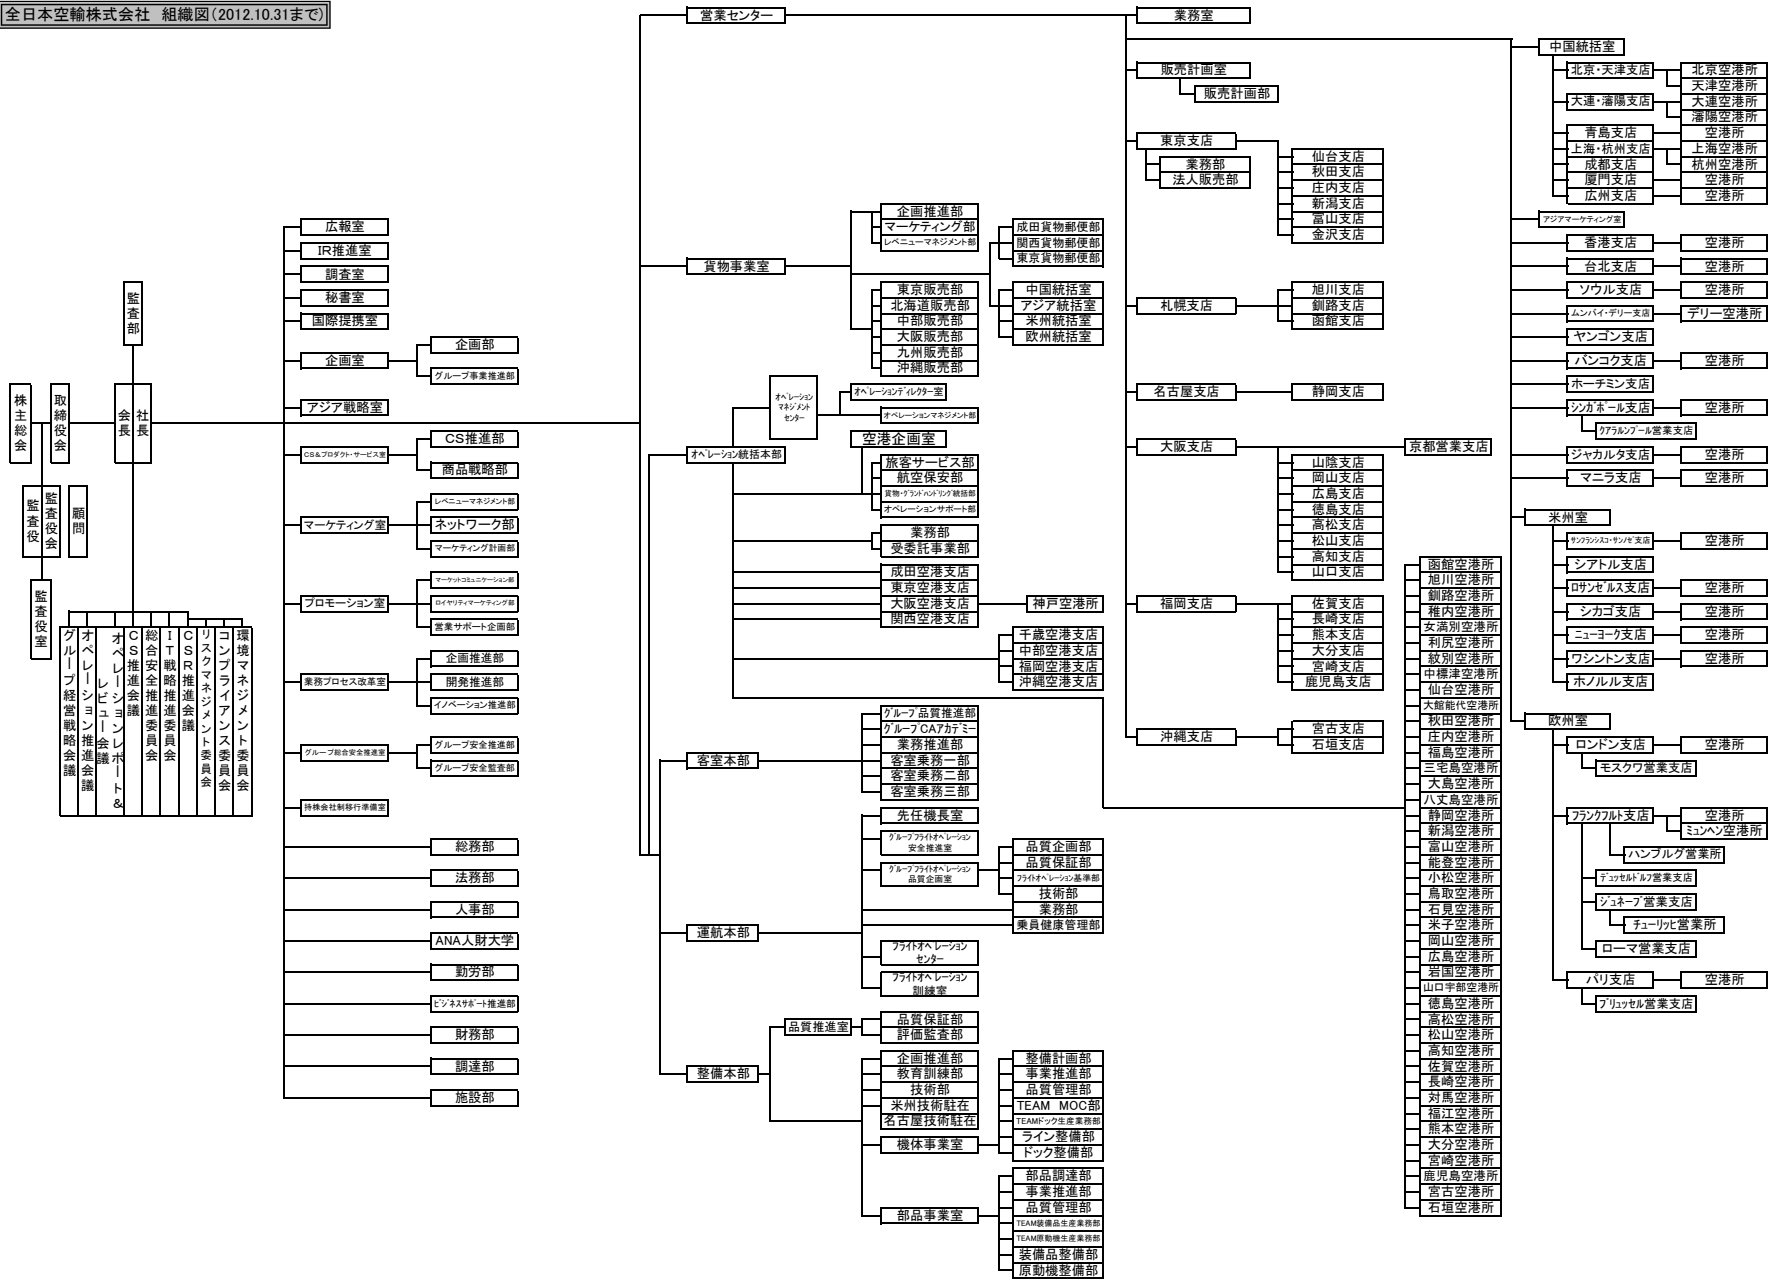 全日本空輸株式会社 組織図(2012.10.31まで)
株主総会
取締役会
監査役
監査役会
顧問
監査役室
監査部
会長
社長
グループ経営戦略会議
オペレーション推進会議
オペレーションレポート&
レビュー会議
CS推進会議
総合安全推進委員会
IT戦略推進委員会
CSR推進会議
リスクマネジメント委員会
コンプライアンス委員会
環境マネジメント委員会
広報室
IR推進室
調査室
秘書室
国際提携室
企画室
企画部
グループ事業推進部
アジア戦略室
CS&プロダクト・サービス室
CS推進部
商品戦略部
マーケティング室
レベニューマネジメント部
ネットワーク部
マーケティング計画部
プロモーション室
マーケットコミュニケーション部
ロイヤリティマーケティング部
営業サポート企画部
業務プロセス改革室
企画推進部
開発推進部
イノベーション推進部
グループ総合安全推進室
グループ安全推進部
グループ安全監査部
持株会社制移行準備室
総務部
法務部
人事部
ANA人財大学
勤労部
ビジネスサポート推進部
財務部
調達部
施設部
営業センター
貨物事業室
企画推進部
マーケティング部
レベニューマネジメント部
成田貨物郵便部
関西貨物郵便部
東京貨物郵便部
東京販売部
北海道販売部
中部販売部
大阪販売部
九州販売部
沖縄販売部
中国統括室
アジア統括室
米州統括室
欧州統括室
オペレーション統括本部
オペレーション
マネジメント
センター
オペレーションディレクター室
オペレーションマネジメント部
空港企画室
旅客サービス部
航空保安部
貨物・グランドハンドリング統括部
オペレーションサポート部
業務部
受委託事業部
成田空港支店
東京空港支店
大阪空港支店
関西空港支店
神戸空港所
千歳空港支店
中部空港支店
福岡空港支店
沖縄空港支店
客室本部
グループ品質推進部
グループCAアカデミー
業務推進部
客室乗務一部
客室乗務二部
客室乗務三部
運航本部
先任機長室
グループフライトオペレーション
安全推進室
グループフライトオペレーション
品質企画室
品質企画部
品質保証部
フライトオペレーション基準部
技術部
業務部
乗員健康管理部
フライトオペレーション
センター
フライトオペレーション
訓練室
整備本部
品質推進室
品質保証部
評価監査部
企画推進部
教育訓練部
技術部
米州技術駐在
名古屋技術駐在
機体事業室
整備計画部
事業推進部
品質管理部
TEAM MOC部
TEAMドック生産業務部
ライン整備部
ドック整備部
部品事業室
部品調達部
事業推進部
品質管理部
TEAM装備品生産業務部
TEAM原動機生産業務部
装備品整備部
原動機整備部
業務室
販売計画室
販売計画部
東京支店
業務部
法人販売部
仙台支店
秋田支店
庄内支店
新潟支店
富山支店
金沢支店
札幌支店
旭川支店
釧路支店
函館支店
名古屋支店
静岡支店
大阪支店
京都営業支店
山陰支店
岡山支店
広島支店
徳島支店
高松支店
松山支店
高知支店
山口支店
福岡支店
佐賀支店
長崎支店
熊本支店
大分支店
宮崎支店
鹿児島支店
沖縄支店
宮古支店
石垣支店
函館空港所
旭川空港所
釧路空港所
稚内空港所
女満別空港所
利尻空港所
紋別空港所
中標津空港所
仙台空港所
大館能代空港所
秋田空港所
庄内空港所
福島空港所
三宅島空港所
大島空港所
八丈島空港所
静岡空港所
新潟空港所
富山空港所
能登空港所
小松空港所
鳥取空港所
石見空港所
米子空港所
岡山空港所
広島空港所
岩国空港所
山口宇部空港所
徳島空港所
高松空港所
松山空港所
高知空港所
佐賀空港所
長崎空港所
対馬空港所
福江空港所
熊本空港所
大分空港所
宮崎空港所
鹿児島空港所
宮古空港所
石垣空港所
中国統括室
北京・天津支店
北京空港所
天津空港所
大連・瀋陽支店
大連空港所
瀋陽空港所
青島支店
空港所
上海・杭州支店
上海空港所
成都支店
杭州空港所
厦門支店
空港所
広州支店
空港所
アジアマーケティング室
香港支店
空港所
台北支店
空港所
ソウル支店
空港所
ムンバイ・デリー支店
デリー空港所
ヤンゴン支店
バンコク支店
空港所
ホーチミン支店
シンガポール支店
空港所
クアラルンプール営業支店
ジャカルタ支店
空港所
マニラ支店
空港所
米州室
サンフランシスコ・サンノゼ支店
空港所
シアトル支店
ロサンゼルス支店
空港所
シカゴ支店
空港所
ニューヨーク支店
空港所
ワシントン支店
空港所
ホノルル支店
欧州室
ロンドン支店
空港所
モスクワ営業支店
フランクフルト支店
空港所
ミュンヘン空港所
ハンブルグ営業所
デュッセルドルフ営業支店
ジュネーブ営業支店
チューリッヒ営業所
ローマ営業支店
パリ支店
空港所
ブリュッセル営業支店